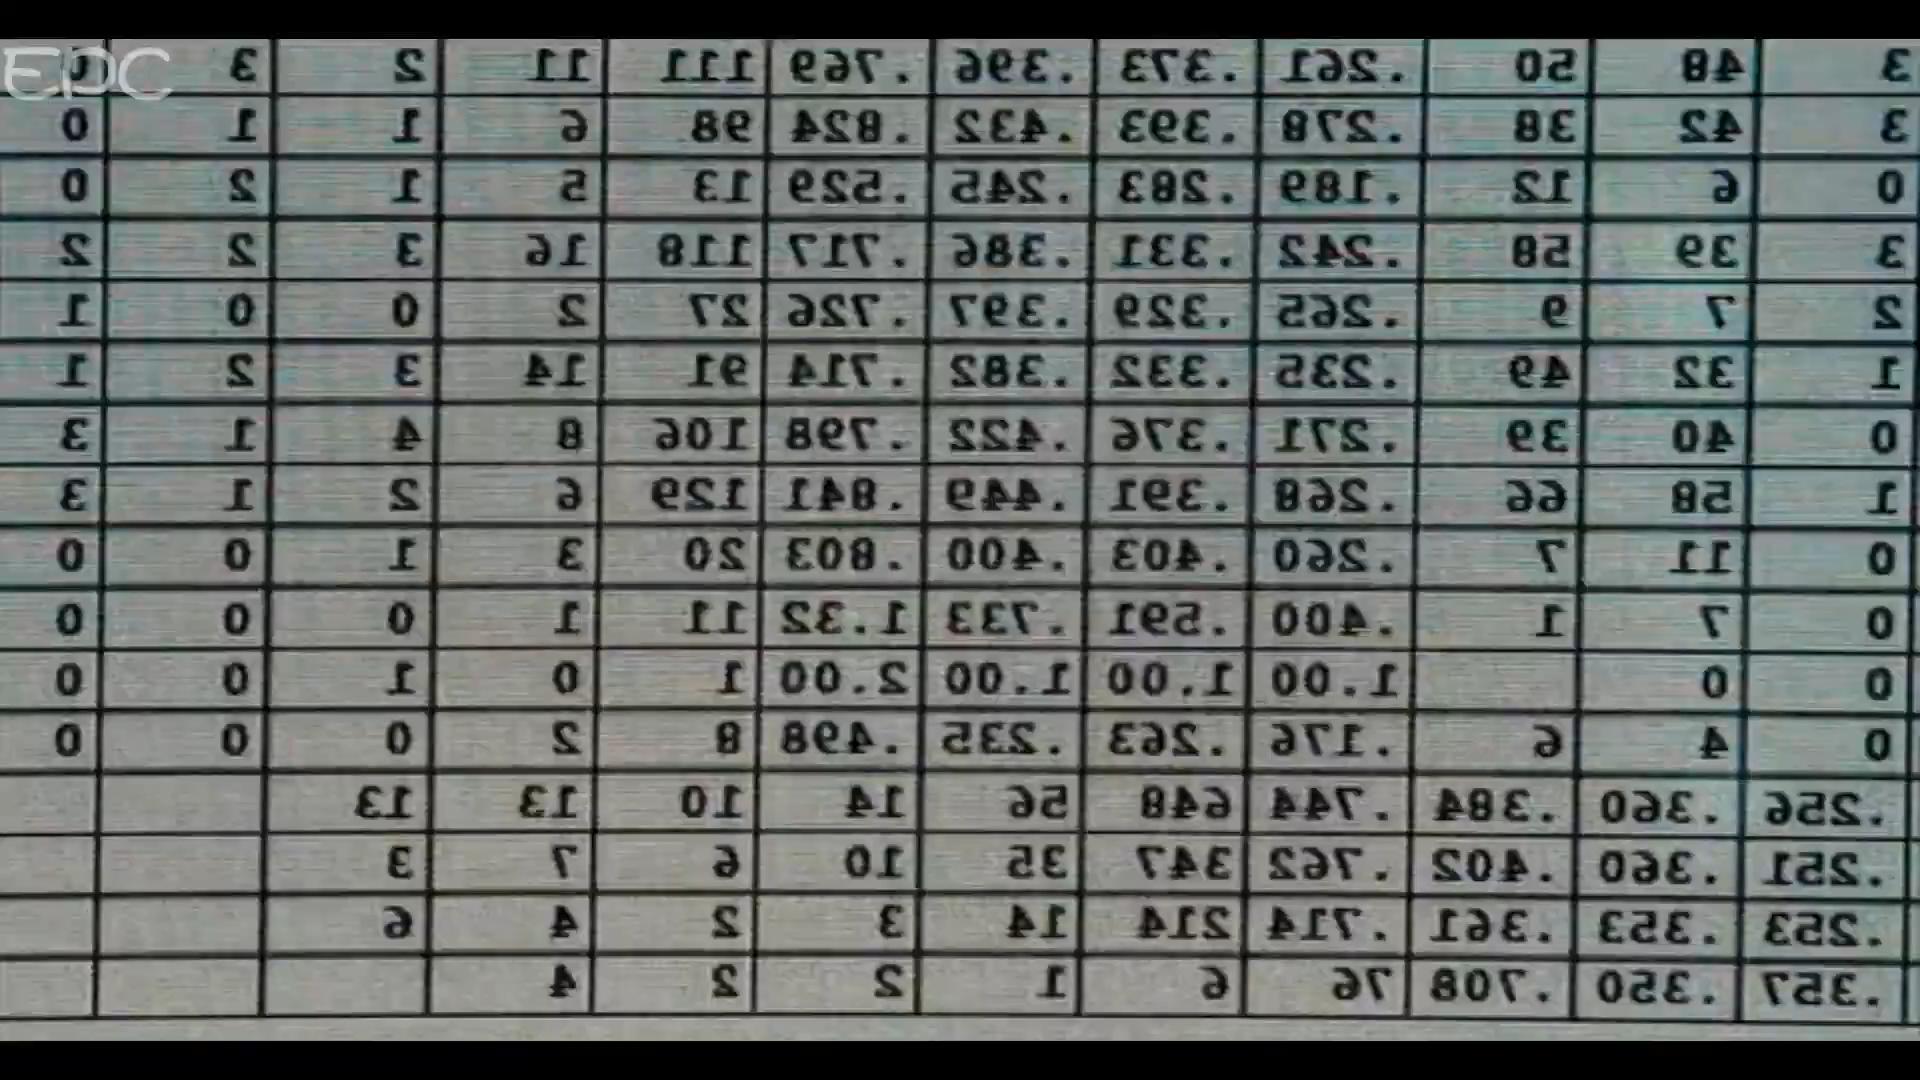 EPC
3 48 50 .261 .373 .396 .769 111 11 2 3
3 42 38 .278 .393 .432 .824 98 6 1 1 0
0 6 12 .189 .283 .245 .529 13 5 1 2 0
3 39 58 .242 .331 .386 .717 118 16 3 2 2
2 7 9 .265 .329 .397 .726 27 2 0 0 1
1 32 49 .235 .332 .382 .714 91 14 3 2 1
0 40 39 .271 .376 .422 .798 106 8 4 1 3
1 58 66 .268 .391 .449 .841 129 6 2 1 3
0 11 7 .260 .403 .400 .803 20 3 1 0 0
0 7 1 .400 .591 .733 1.32 11 1 0 0 0
0 0 1.00 1.00 1.00 2.00 1 0 1 0 0
0 4 6 .176 .263 .235 .498 8 2 0 0 0
.256 .360 .384 .744 648 56 14 10 13 13
.251 .360 .402 .762 347 35 10 6 7 3
.253 .353 .361 .714 214 14 3 2 4 6
.357 .350 .708 76 6 1 2 2 4